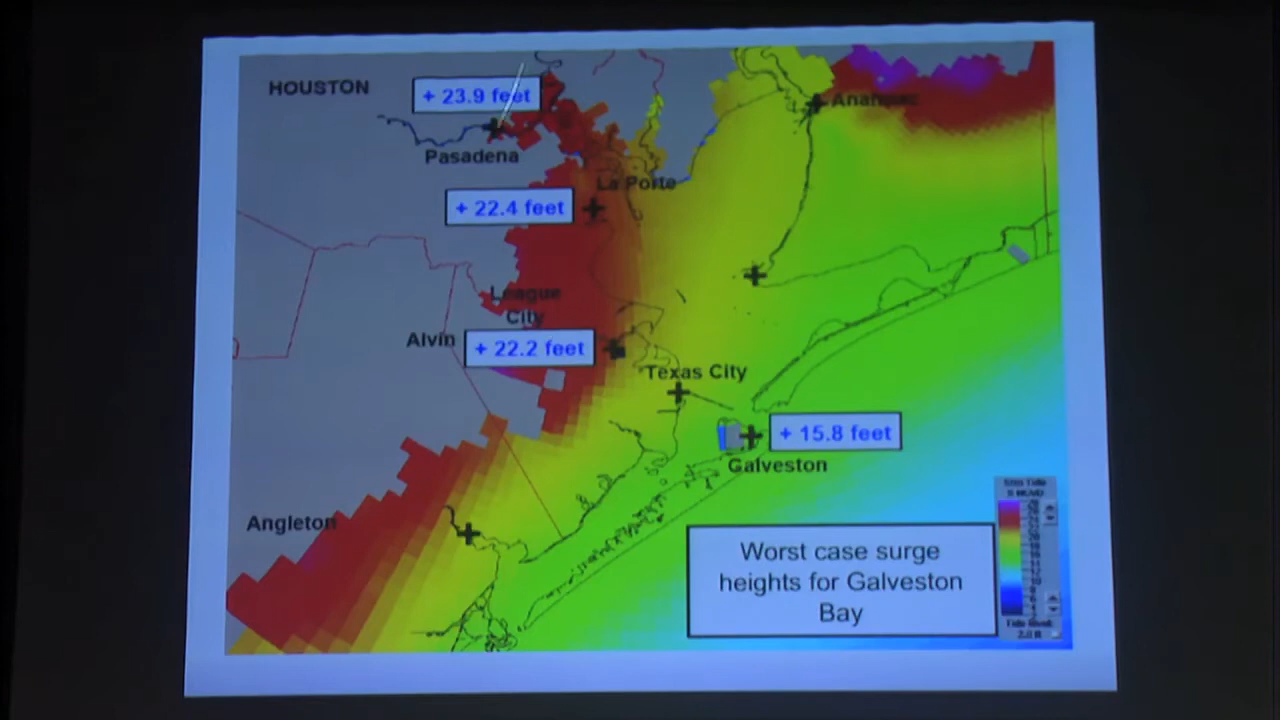 HOUSTON
+ 23.9 feet
Anahuac
Pasadena
La Porte
+ 22.4 feet
League
City
Alvin
+ 22.2 feet
Texas City
+ 15.8 feet
Galveston
Angleton
Worst case surge
heights for Galveston
Bay